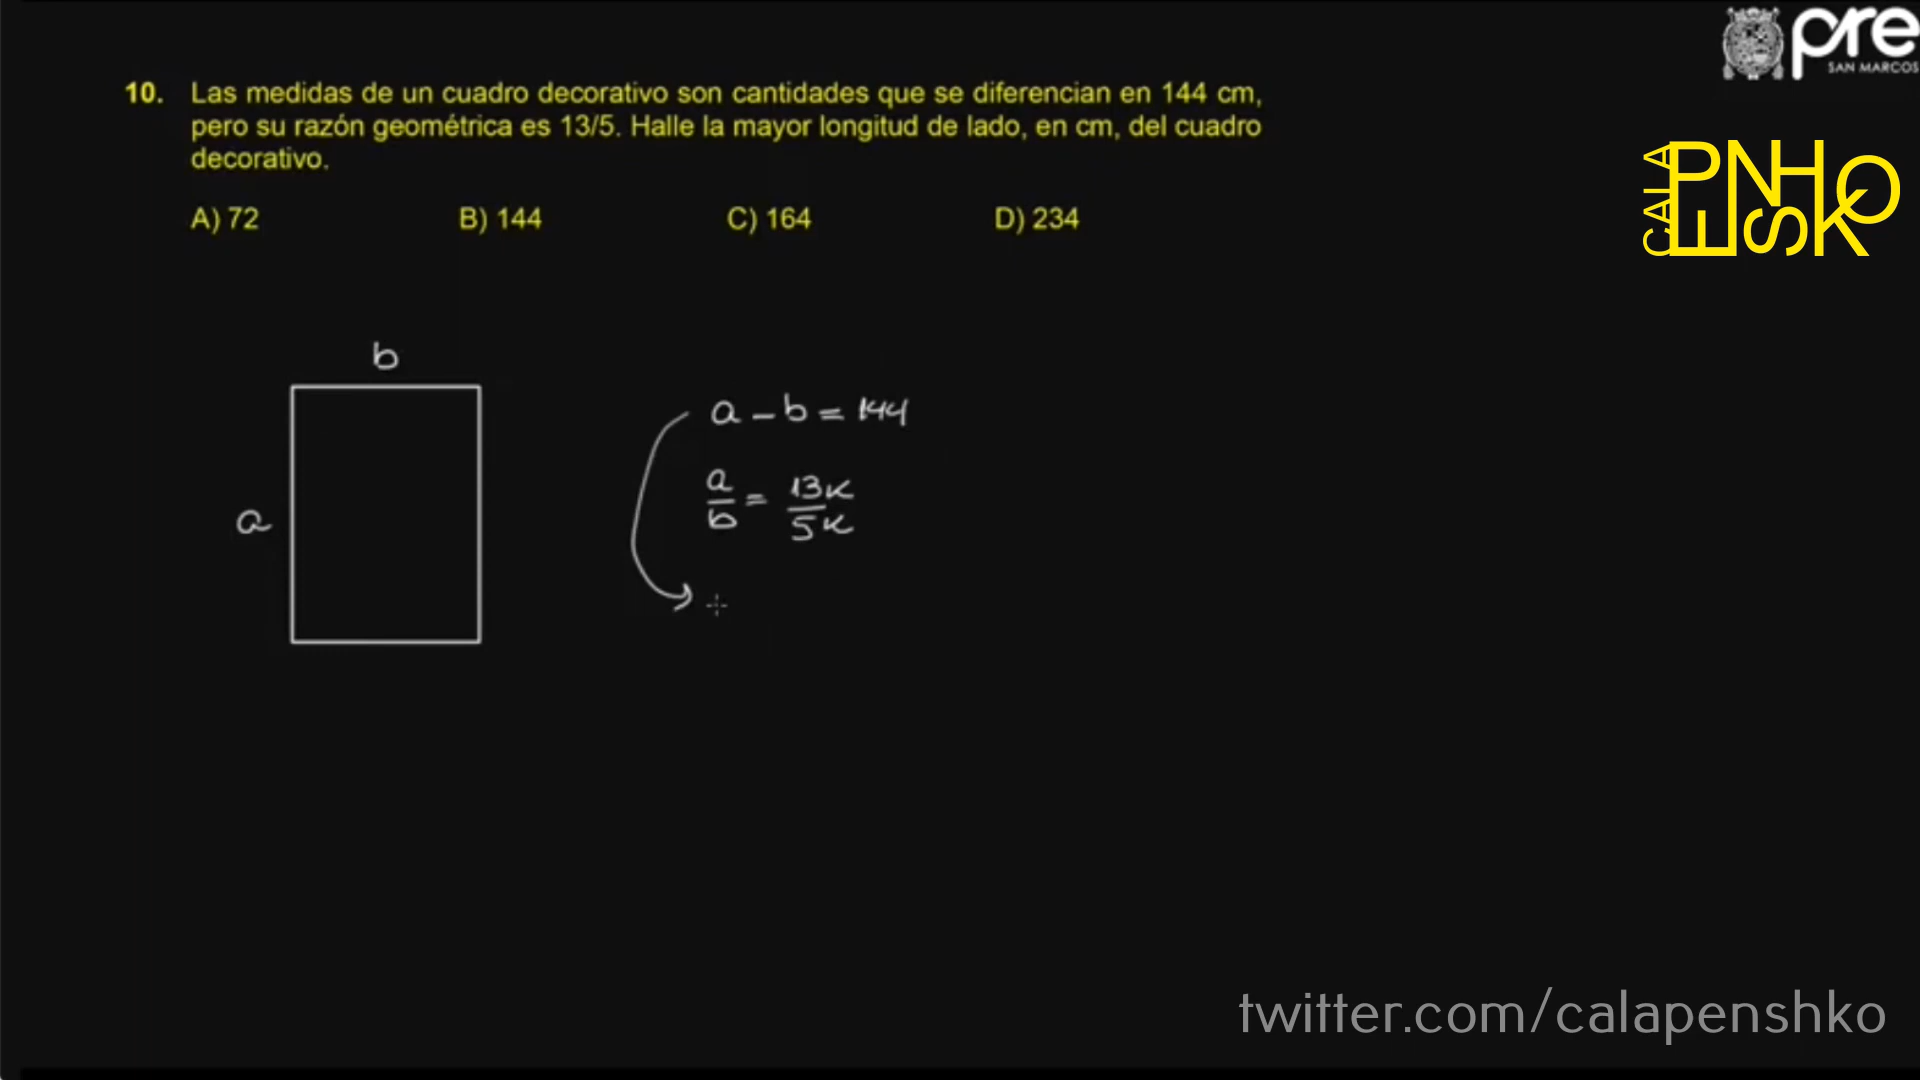 pre
SAN MARCOS
10. Las medidas de un cuadro decorativo son cantidades que se diferencian en 144 cm,
pero su razón geométrica es 13/5. Halle la mayor longitud de lado, en cm, del cuadro
decorativo.
CALA
PENSHKO
A) 72 B) 144 C) 164 D) 234
b
a - b = 144
a/b = 13k/5k
a
twitter.com/calapenshko